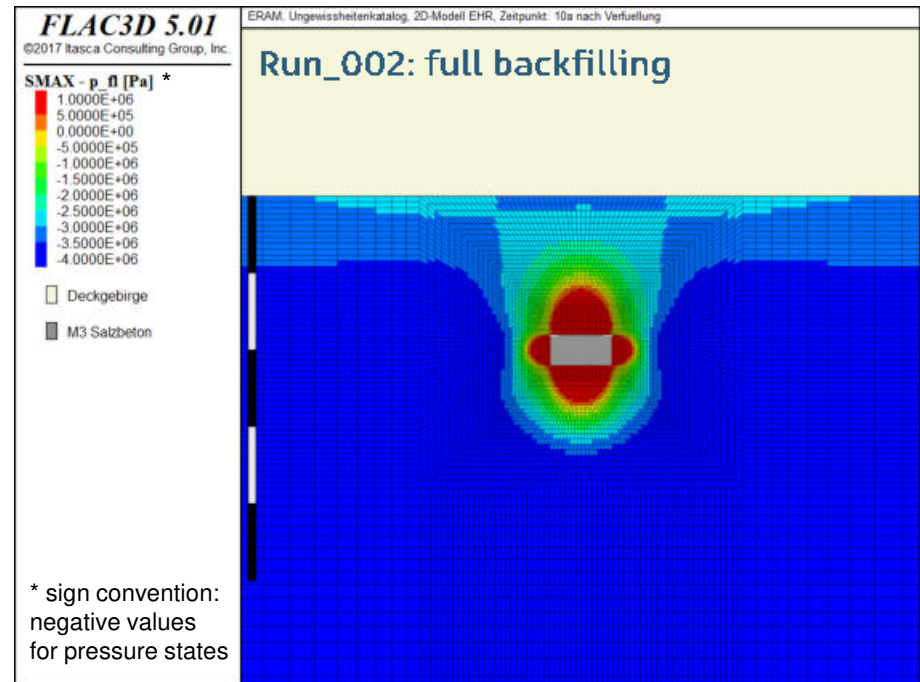 FLAC3D 5.01
©2017 Itasca Consulting Group, Inc.
SMAX - p_fl [Pa] *
1.0000E+06
5.0000E+05
0.0000E+00
-5.0000E+05
-1.0000E+06
-1.5000E+06
-2.0000E+06
-2.5000E+06
-3.0000E+06
-3.5000E+06
-4.0000E+06
Deckgebirge
M3 Salzbeton
* sign convention:
negative values
for pressure states
ERAM, Ungewissheitenkatalog, 2D-Modell EHR, Zeitpunkt: 10a nach Verfuellung
Run_002: full backfilling